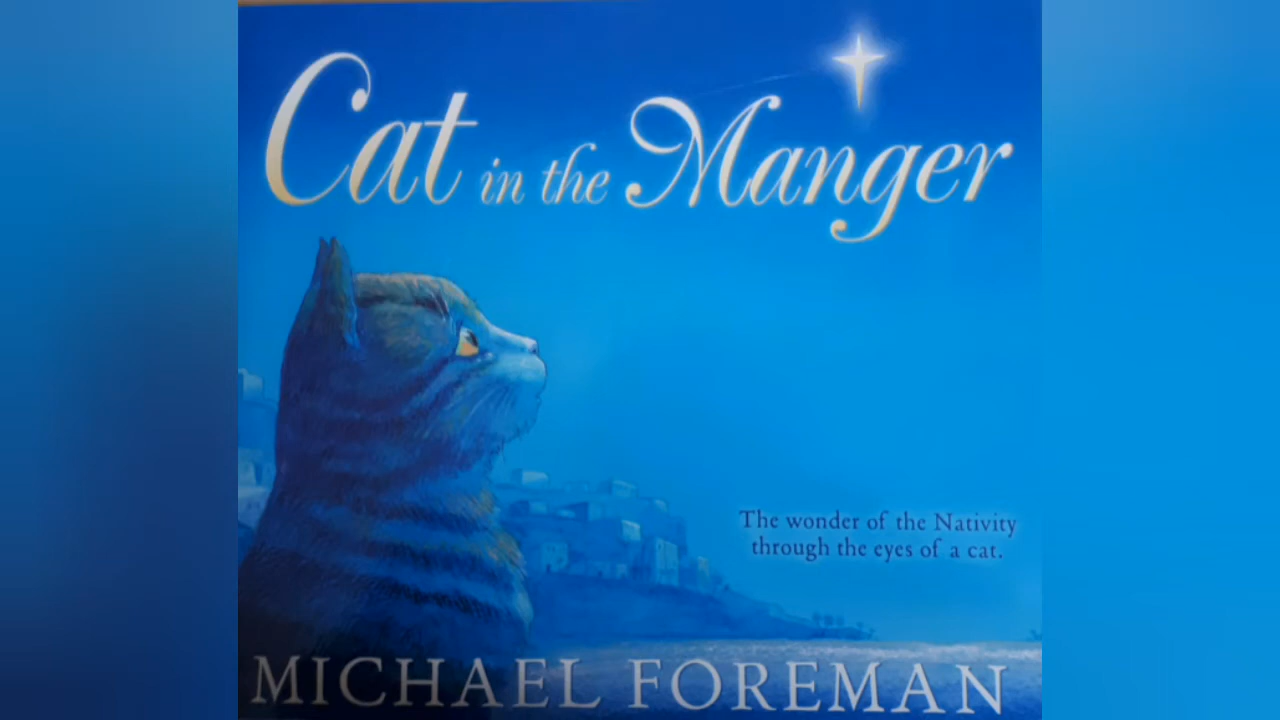 Cat in the Manger
The wonder of the Nativity
through the eyes of a cat.
MICHAEL FOREMAN